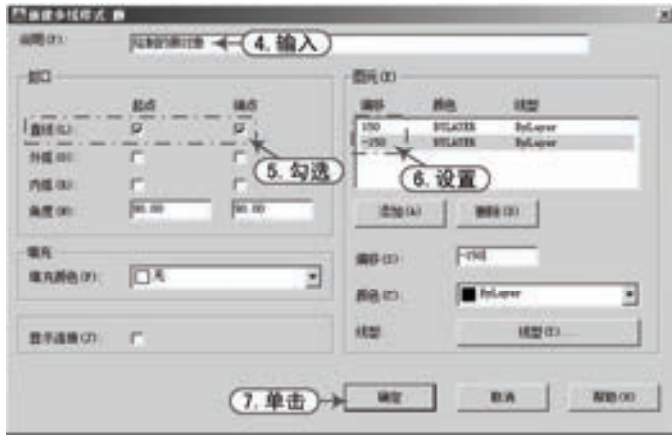 新建多线样式
说明(P):
4. 输入
封口
起点 端点
直线(L):
外弧(O):
内弧(R):
角度(N):
90.00 90.00
5. 勾选
填充
填充颜色(F): 无
显示连接(J):
图元(E)
偏移 颜色 线型
150 BYLAYER ByLayer
-150 BYLAYER ByLayer
6. 设置
添加(A) 删除(D)
偏移(S): -150
颜色(C): ByLayer
线型: 线型(Y)...
7. 单击
确定 取消 帮助(H)